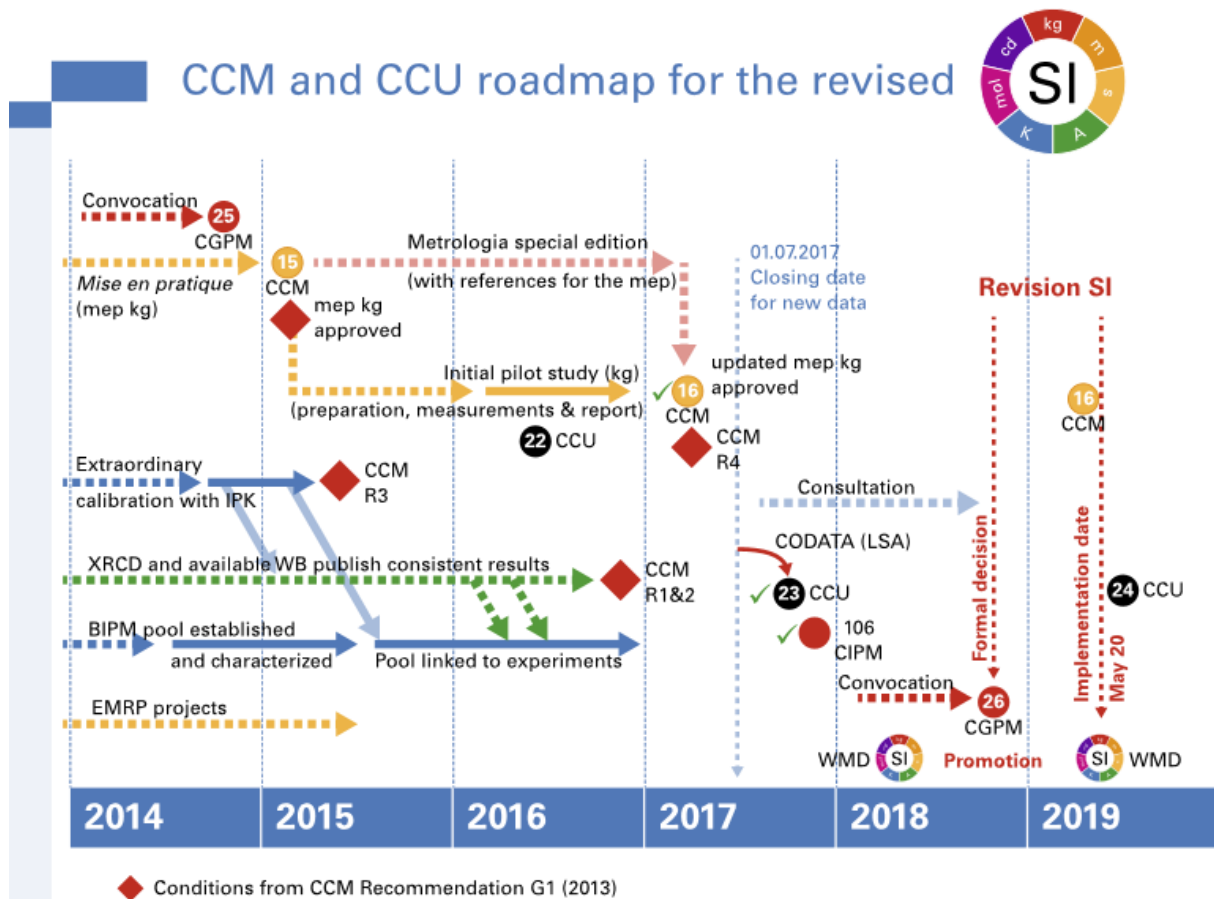 CCM and CCU roadmap for the revised
SI
kg
m
s
A
K
mol
cd
Convocation
25
CGPM
Mise en pratique
(mep kg)
15
CCM
mep kg
approved
Metrologia special edition
(with references for the mep)
01.07.2017
Closing date
for new data
Revision SI
Initial pilot study (kg)
(preparation, measurements & report)
updated mep kg
approved
16
CCM
16
CCM
22 CCU
CCM
R4
Extraordinary
calibration with IPK
CCM
R3
Consultation
CODATA (LSA)
XRCD and available WB publish consistent results
CCM
R1&2
23 CCU
Formal decision
Implementation date
May 20
24 CCU
BIPM pool established
and characterized
Pool linked to experiments
106
CIPM
Convocation
26
CGPM
EMRP projects
WMD SI
Promotion
SI WMD
2014
2015
2016
2017
2018
2019
Conditions from CCM Recommendation G1 (2013)